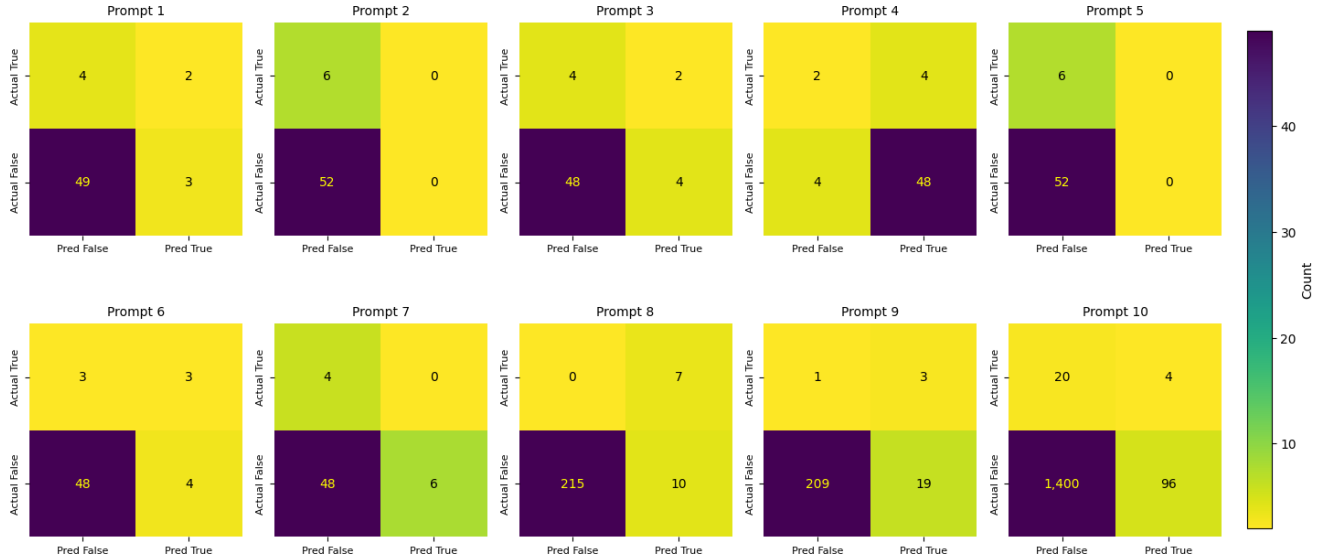 Prompt 1
Actual True
4
2
Actual False
49
3
Pred False
Pred True
Prompt 2
Actual True
6
0
Actual False
52
0
Pred False
Pred True
Prompt 3
Actual True
4
2
Actual False
48
4
Pred False
Pred True
Prompt 4
Actual True
2
4
Actual False
4
48
Pred False
Pred True
Prompt 5
Actual True
6
0
Actual False
52
0
Pred False
Pred True
Prompt 6
Actual True
3
3
Actual False
48
4
Pred False
Pred True
Prompt 7
Actual True
4
0
Actual False
48
6
Pred False
Pred True
Prompt 8
Actual True
0
7
Actual False
215
10
Pred False
Pred True
Prompt 9
Actual True
1
3
Actual False
209
19
Pred False
Pred True
Prompt 10
Actual True
20
4
Actual False
1,400
96
Pred False
Pred True
40
30
20
10
Count